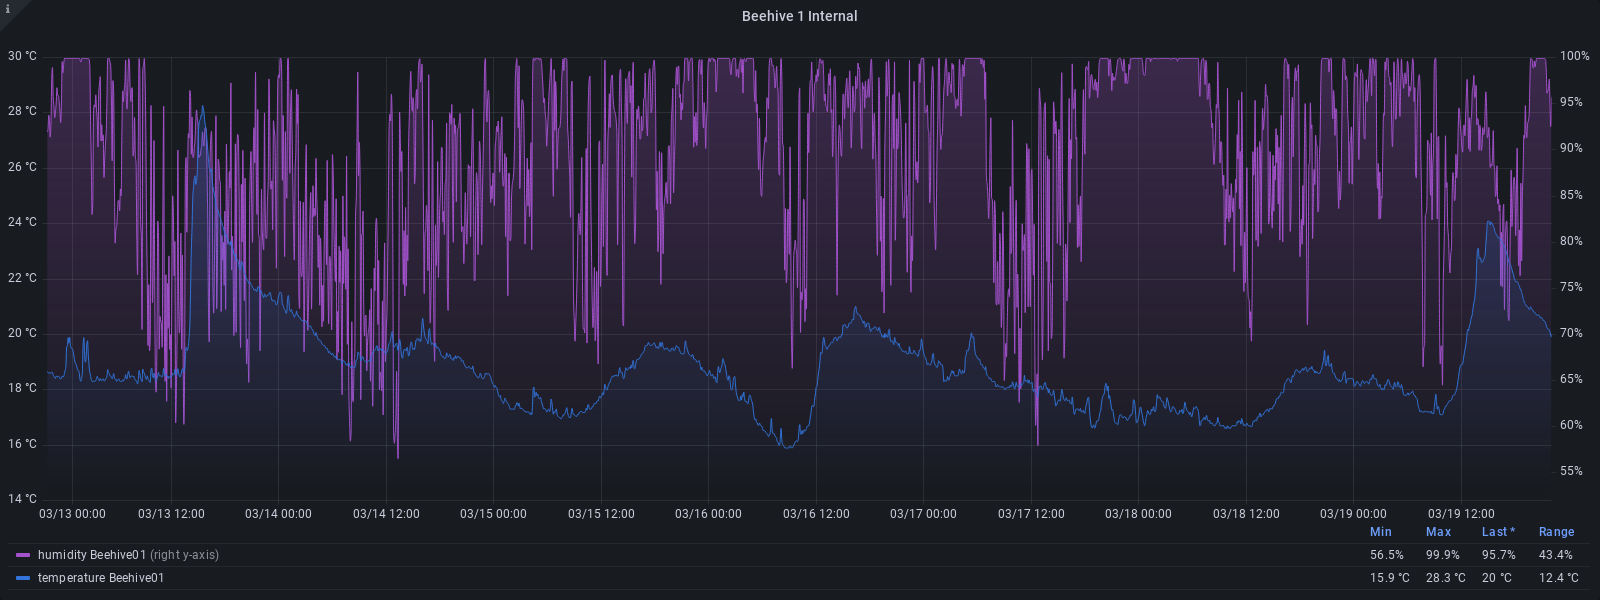 i
Beehive 1 Internal
30 °C 100%
28 °C 95%
26 °C 90%
24 °C 85%
22 °C 80%
20 °C 75%
18 °C 70%
16 °C 65%
14 °C 60%
55%
03/13 00:00 03/13 12:00 03/14 00:00 03/14 12:00 03/15 00:00 03/15 12:00 03/16 00:00 03/16 12:00 03/17 00:00 03/17 12:00 03/18 00:00 03/18 12:00 03/19 00:00 03/19 12:00
Min Max Last * Range
humidity Beehive01 (right y-axis) 56.5% 99.9% 95.7% 43.4%
temperature Beehive01 15.9 °C 28.3 °C 20 °C 12.4 °C